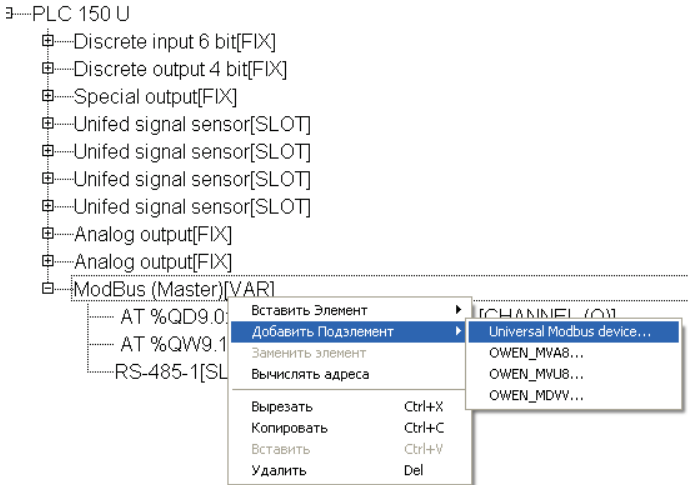 PLC 150 U
Discrete input 6 bit[FIX]
Discrete output 4 bit[FIX]
Special output[FIX]
Unifed signal sensor[SLOT]
Unifed signal sensor[SLOT]
Unifed signal sensor[SLOT]
Unifed signal sensor[SLOT]
Analog output[FIX]
Analog output[FIX]
ModBus (Master)[VAR]
AT %QD9.0: [CHANNEL (Q)]
AT %QW9.1
RS-485-1[SL
Вставить Элемент
Добавить Подэлемент
Заменить элемент
Вычислять адреса
Вырезать Ctrl+X
Копировать Ctrl+C
Вставить Ctrl+V
Удалить Del
Universal Modbus device...
OWEN_MVA8...
OWEN_MVU8...
OWEN_MDVV...